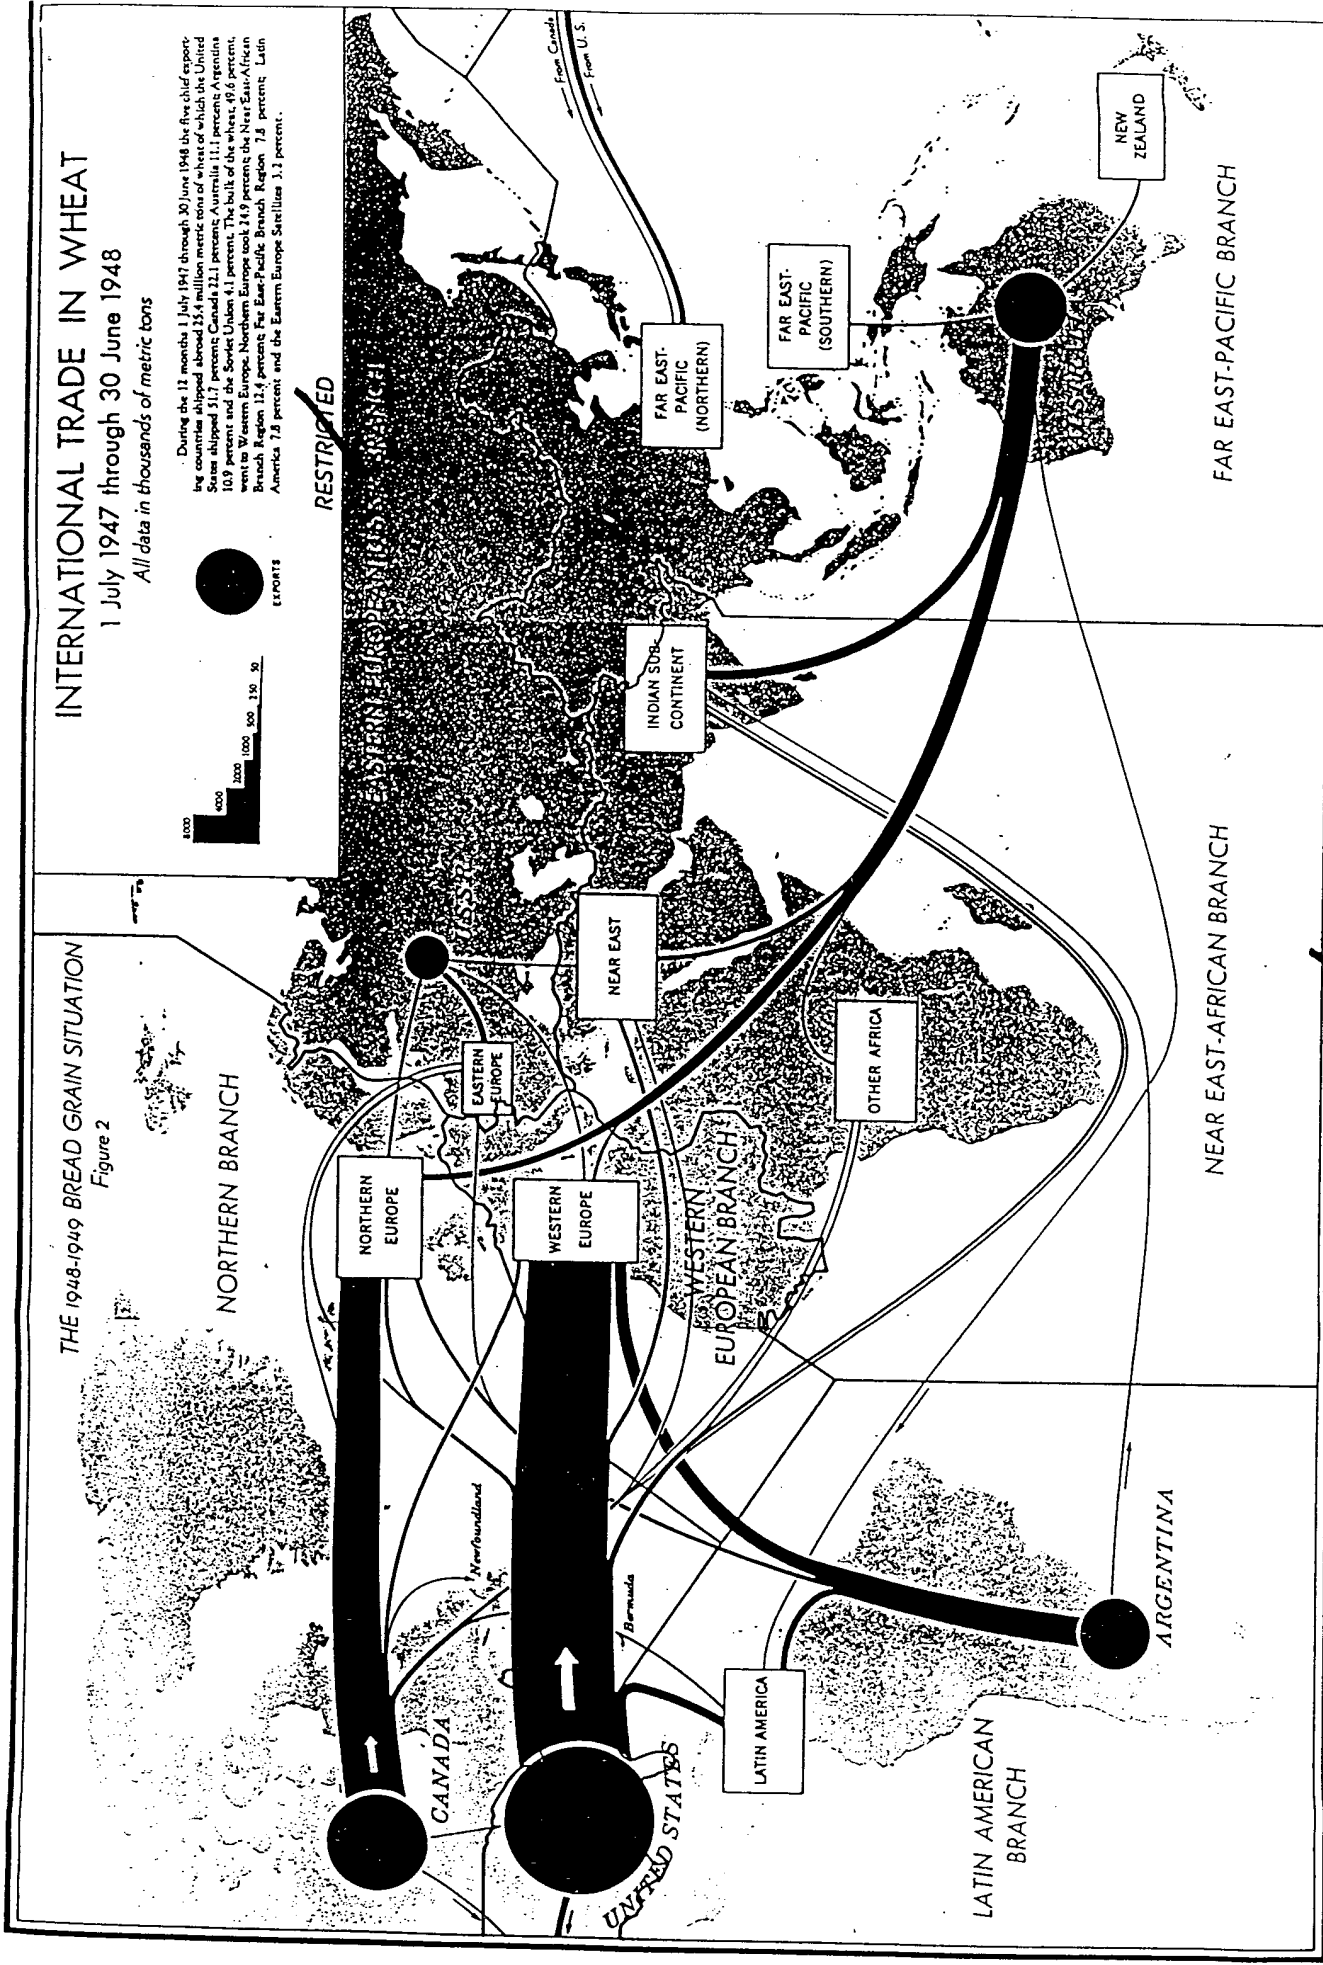 THE 1948-1949 BREAD GRAIN SITUATION
Figure 2
INTERNATIONAL TRADE IN WHEAT
1 July 1947 through 30 June 1948
All data in thousands of metric tons
During the 12 months 1 July 1947 through 30 June 1948 the five chief export-
ing countries shipped abroad 25.4 million metric tons of wheat of which the United
States shipped 51.7 percent; Canada 22.1 percent; Australia 11.1 percent; Argentina
10.9 percent and the Soviet Union 4.1 percent. The bulk of the wheat, 49.6 percent,
went to Western Europe. Northern Europe took 24.9 percent; the Near East-African
Branch Region 12.4 percent; Far East-Pacific Branch Region 7.8 percent; Latin
America 7.8 percent and the Eastern Europe Satellites 3.2 percent.
8000
4000
2000
1000
500
250
50
EXPORTS
RESTRICTED
NORTHERN BRANCH
EASTERN EUROPEAN USSR BRANCH
From Canada
From U. S.
U.S.S.R.
CANADA
NORTHERN
EUROPE
EASTERN
EUROPE
Newfoundland
UNITED STATES
WESTERN
EUROPE
NEAR EAST
INDIAN SUB-
CONTINENT
FAR EAST-
PACIFIC
(NORTHERN)
Bermuda
WESTERN
EUROPEAN BRANCH
LATIN AMERICA
OTHER AFRICA
FAR EAST-
PACIFIC
(SOUTHERN)
AUSTRALIA
NEW
ZEALAND
ARGENTINA
LATIN AMERICAN
BRANCH
NEAR EAST-AFRICAN BRANCH
FAR EAST-PACIFIC BRANCH